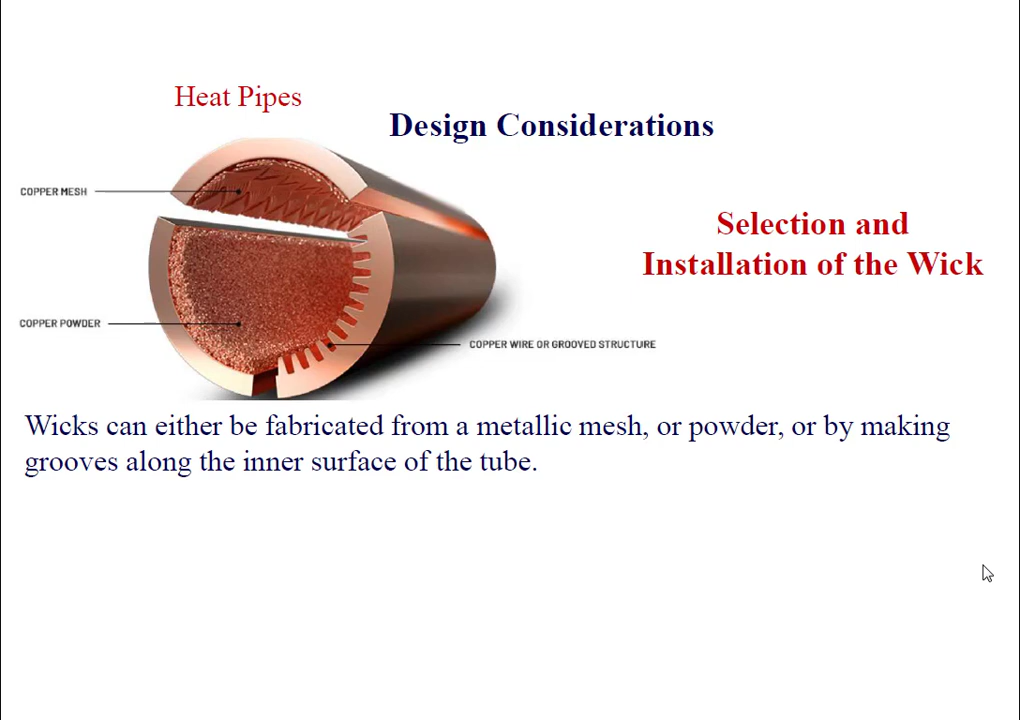 Heat Pipes
Design Considerations
COPPER MESH
Selection and
Installation of the Wick
COPPER POWDER
COPPER WIRE OR GROOVED STRUCTURE
Wicks can either be fabricated from a metallic mesh, or powder, or by making
grooves along the inner surface of the tube.